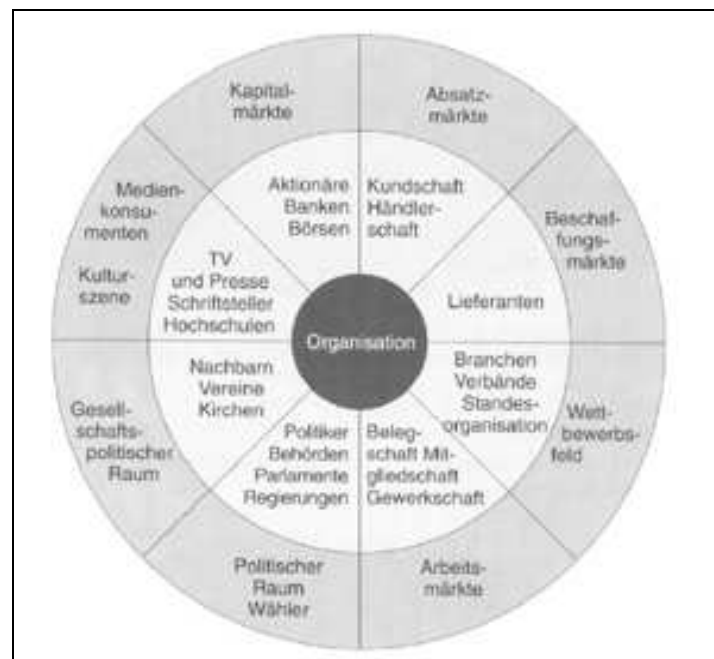 Kapital-
märkte
Absatz-
märkte
Medien-
konsu-
menten
Kultur-
szene
Aktionäre
Banken
Börsen
Kundschaft
Händler-
schaft
Beschaf-
fungs-
märkte
TV
und Presse
Schriftsteller
Hochschulen
Lieferanten
Organisation
Nachbarn
Vereine
Kirchen
Branchen
Verbände
Standes-
organisation
Gesell-
schafts-
politischer
Raum
Wett-
bewerbs-
feld
Politiker
Behörden
Parlamente
Regierungen
Beleg-
schaft Mit-
gliedschaft
Gewerkschaft
Politischer
Raum
Wähler
Arbeits-
märkte